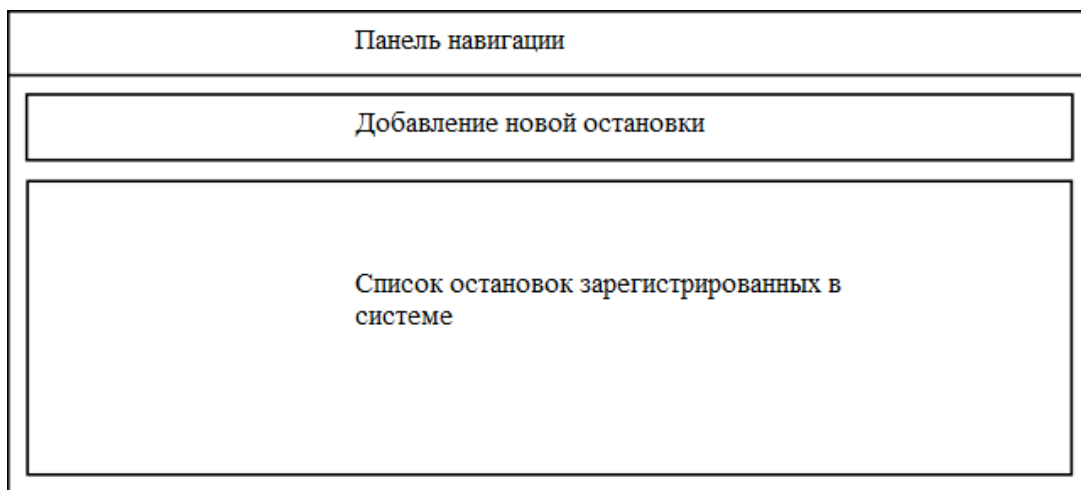 Панель навигации
Добавление новой остановки
Список остановок зарегистрированных в
системе